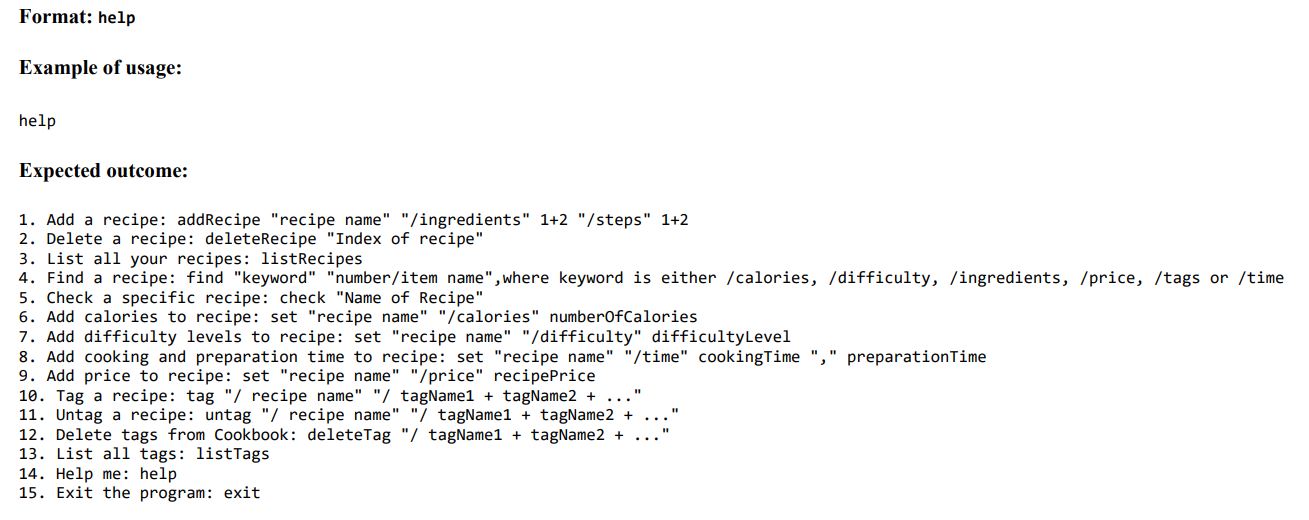 Format: help
Example of usage:
help
Expected outcome:
1. Add a recipe: addRecipe "recipe name" "/ingredients" 1+2 "/steps" 1+2
2. Delete a recipe: deleteRecipe "Index of recipe"
3. List all your recipes: listRecipes
4. Find a recipe: find "keyword" "number/item name",where keyword is either /calories, /difficulty, /ingredients, /price, /tags or /time
5. Check a specific recipe: check "Name of Recipe"
6. Add calories to recipe: set "recipe name" "/calories" numberOfCalories
7. Add difficulty levels to recipe: set "recipe name" "/difficulty" difficultyLevel
8. Add cooking and preparation time to recipe: set "recipe name" "/time" cookingTime "," preparationTime
9. Add price to recipe: set "recipe name" "/price" recipePrice
10. Tag a recipe: tag "/ recipe name" "/ tagName1 + tagName2 + ..."
11. Untag a recipe: untag "/ recipe name" "/ tagName1 + tagName2 + ..."
12. Delete tags from Cookbook: deleteTag "/ tagName1 + tagName2 + ..."
13. List all tags: listTags
14. Help me: help
15. Exit the program: exit